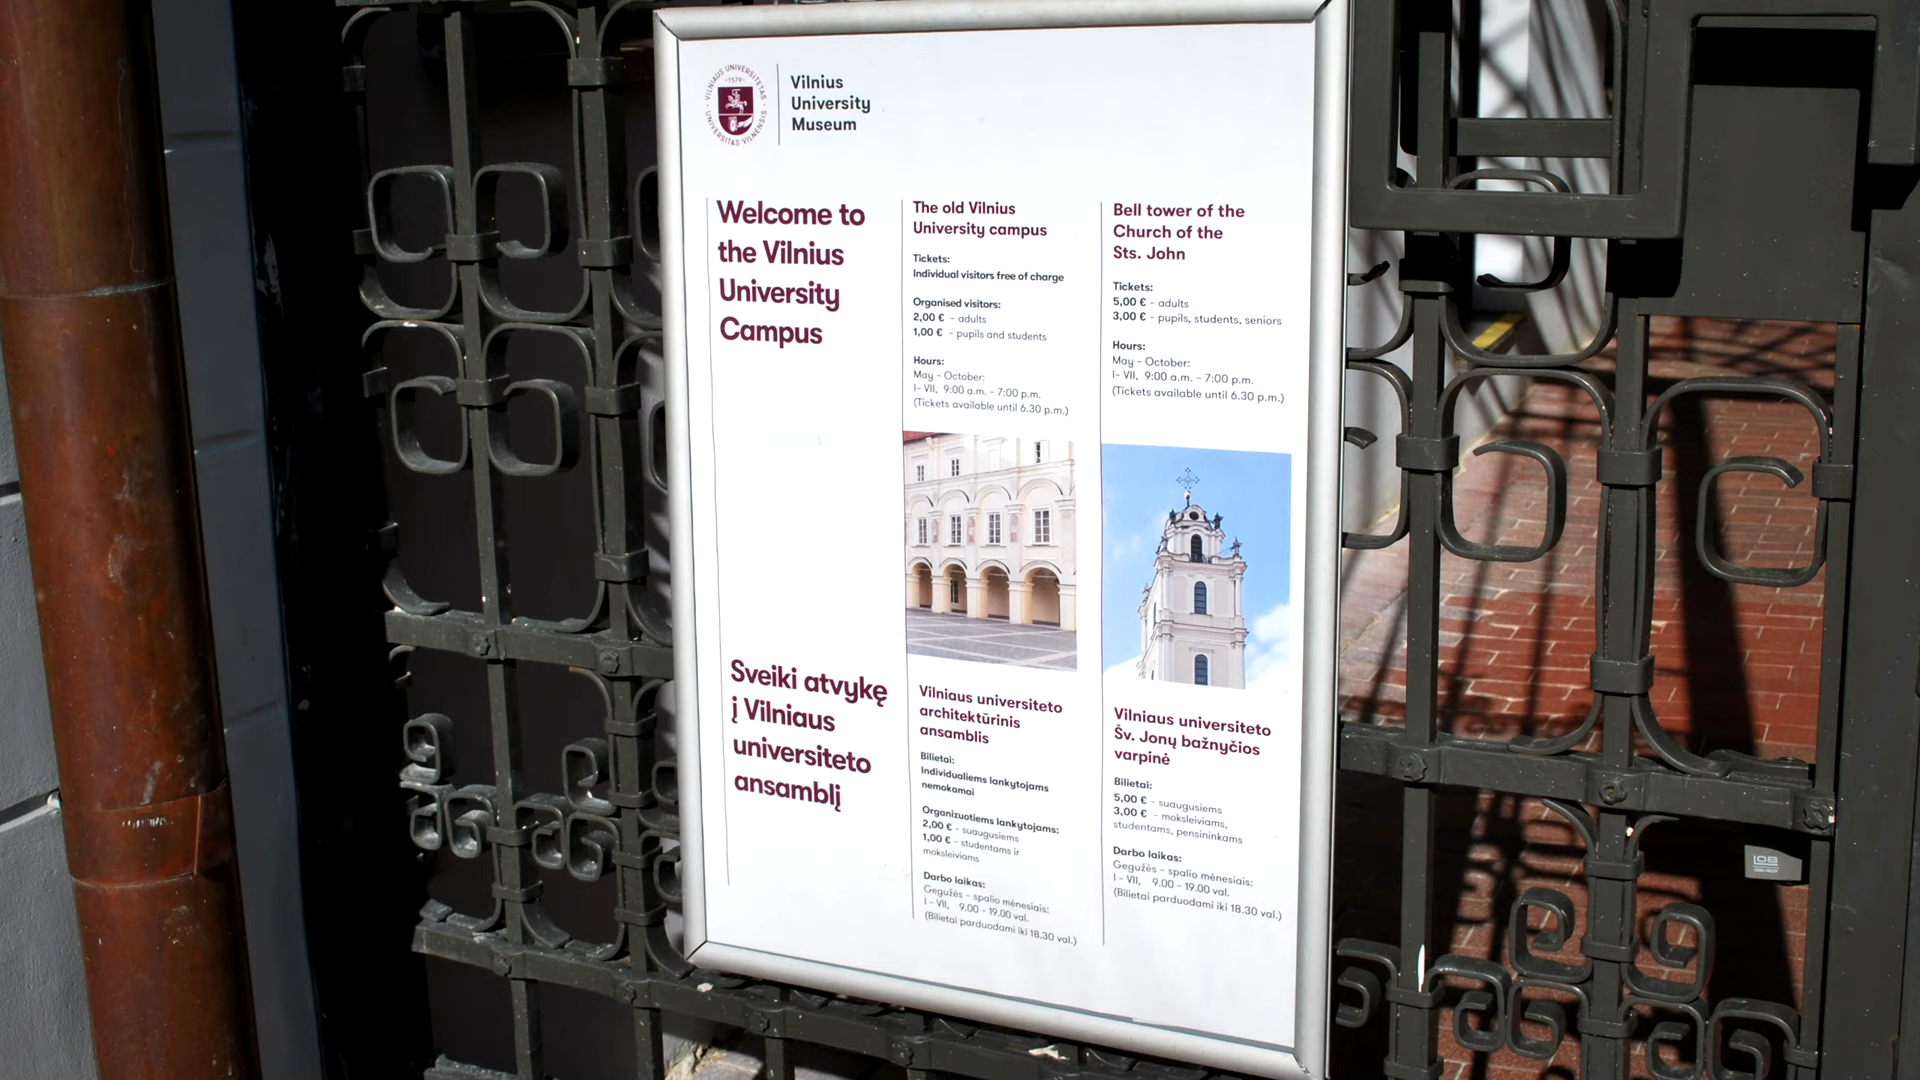 VILNIAUS UNIVERSITETAS
·1579·
UNIVERSITAS VILNENSIS
Vilnius
University
Museum
Welcome to
the Vilnius
University
Campus
The old Vilnius
University campus
Tickets:
Individual visitors free of charge
Organised visitors:
2,00 € - adults
1,00 € - pupils and students
Hours:
May - October:
I- VII, 9:00 a.m. - 7:00 p.m.
(Tickets available until 6.30 p.m.)
Bell tower of the
Church of the
Sts. John
Tickets:
5,00 € - adults
3,00 € - pupils, students, seniors
Hours:
May - October:
I- VII, 9:00 a.m. - 7:00 p.m.
(Tickets available until 6.30 p.m.)
Sveiki atvykę
į Vilniaus
universiteto
ansamblį
Vilniaus universiteto
architektūrinis
ansamblis
Bilietai:
Individualiems lankytojams
nemokamai
Organizuotiems lankytojams:
2,00 € - suaugusiems
1,00 € - studentams ir
moksleiviams
Darbo laikas:
Gegužės - spalio mėnesiais:
I - VII, 9.00 - 19.00 val.
(Bilietai parduodami iki 18.30 val.)
Vilniaus universiteto
Šv. Jonų bažnyčios
varpinė
Bilietai:
5,00 € - suaugusiems
3,00 € - moksleiviams,
studentams, pensininkams
Darbo laikas:
Gegužės - spalio mėnesiais:
I - VII, 9.00 - 19.00 val.
(Bilietai parduodami iki 18.30 val.)
LOB